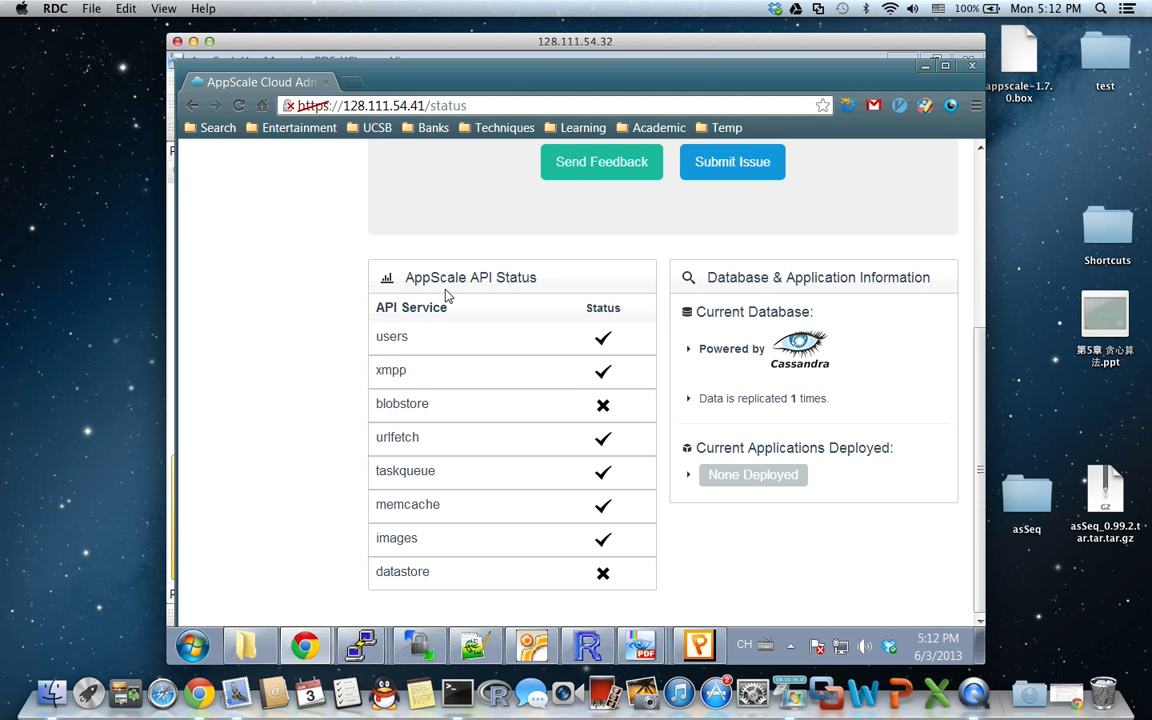 RDC File Edit View Help 100% Mon 5:12 PM
128.111.54.32
AppScale Cloud Adn
https://128.111.54.41/status
Search Entertainment UCSB Banks Techniques Learning Academic Temp
Send Feedback Submit Issue
AppScale API Status
API Service Status
users
xmpp
blobstore
urlfetch
taskqueue
memcache
images
datastore
Database & Application Information
Current Database:
Powered by Cassandra
Data is replicated 1 times.
Current Applications Deployed:
None Deployed
CH
5:12 PM
6/3/2013
appscale-1.7.
0.box
test
Shortcuts
第5章 贪心算
法.ppt
asSeq
GZ
asSeq_0.99.2.t
ar.tar.tar.gz